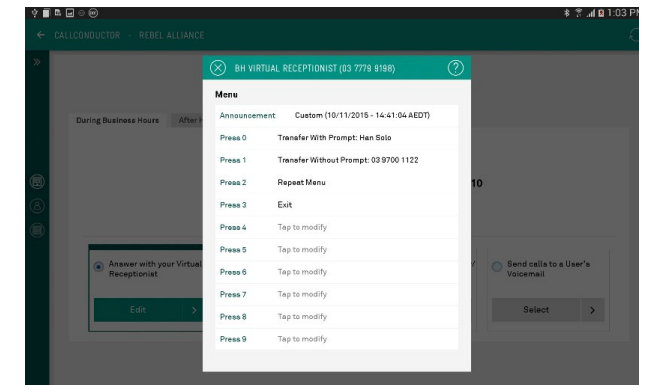 1:03 PM
CALLCONDUCTOR - REBEL ALLIANCE
BH VIRTUAL RECEPTIONIST (03 7779 9198)
Menu
Announcement Custom (10/11/2015 - 14:41:04 AEDT)
During Business Hours After
Press 0 Transfer With Prompt: Han Solo
Press 1 Transfer Without Prompt: 03 9700 1122
Press 2 Repeat Menu
10
Press 3 Exit
Press 4 Tap to modify
Press 5 Tap to modify
Press 6 Tap to modify
Press 7 Tap to modify
Press 8 Tap to modify
Press 9 Tap to modify
Answer with your Virtual
Receptionist
Edit
Send calls to a User's
Voicemail
Select